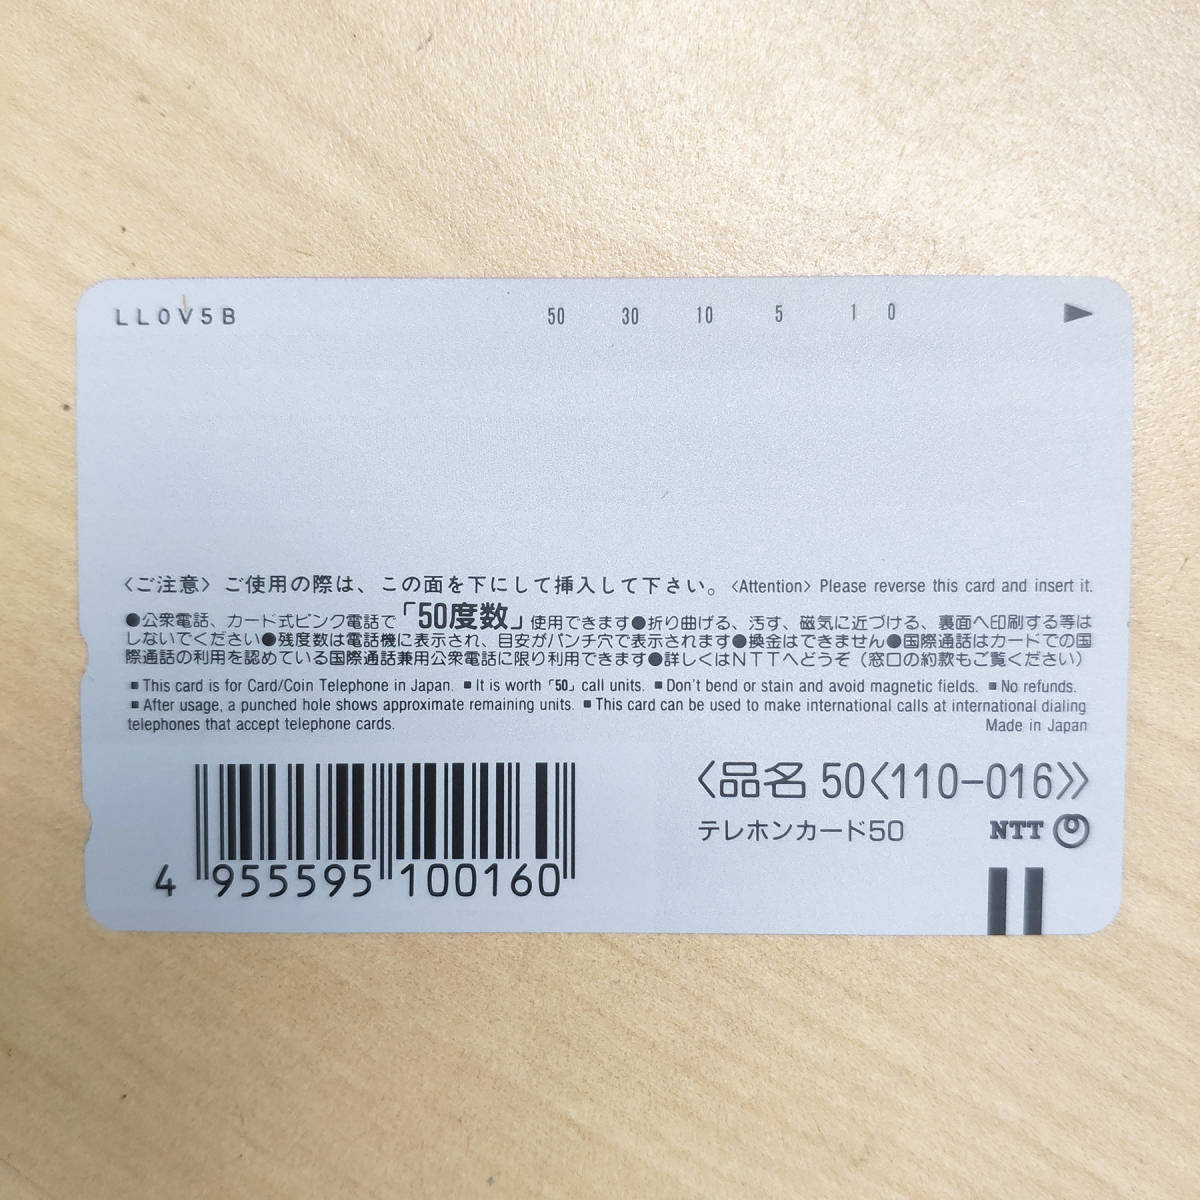 LL0V5B 50 30 10 5 1 0
〈ご注意〉ご使用の際は、この面を下にして挿入して下さい。〈Attention〉Please reverse this card and insert it.
●公衆電話、カード式ピンク電話で「50度数」使用できます●折り曲げる、汚す、磁気に近づける、裏面へ印刷する等は
しないでください●残度数は電話機に表示され、目安がパンチ穴で表示されます●換金はできません●国際通話はカードでの国
際通話の利用を認めている国際通話兼用公衆電話に限り利用できます●詳しくはNTTへどうぞ（窓口の約款もご覧ください）
■This card is for Card/Coin Telephone in Japan. ■It is worth「50」call units. ■Don't bend or stain and avoid magnetic fields. ■No refunds.
■After usage, a punched hole shows approximate remaining units. ■This card can be used to make international calls at international dialing
telephones that accept telephone cards. Made in Japan
〈品名 50〈110-016〉〉
テレホンカード50 NTT
4 955595 100160